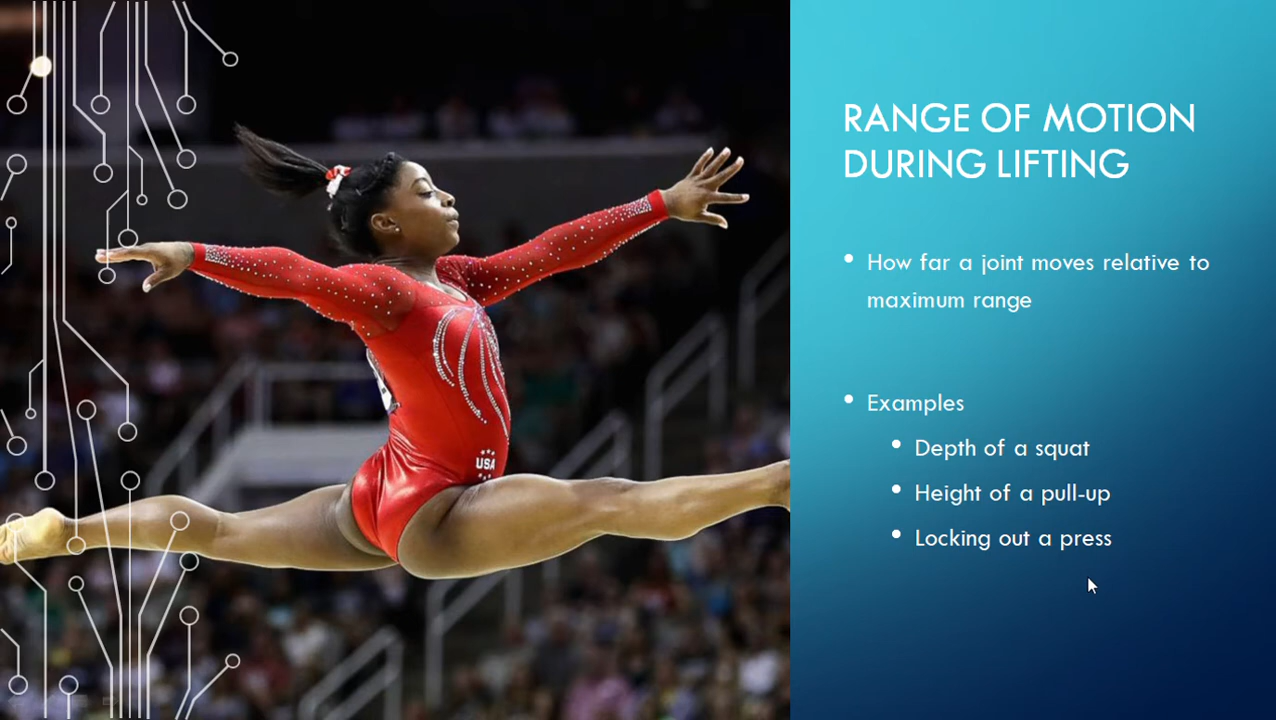 RANGE OF MOTION
DURING LIFTING
• How far a joint moves relative to
maximum range
• Examples
• Depth of a squat
• Height of a pull-up
• Locking out a press
USA